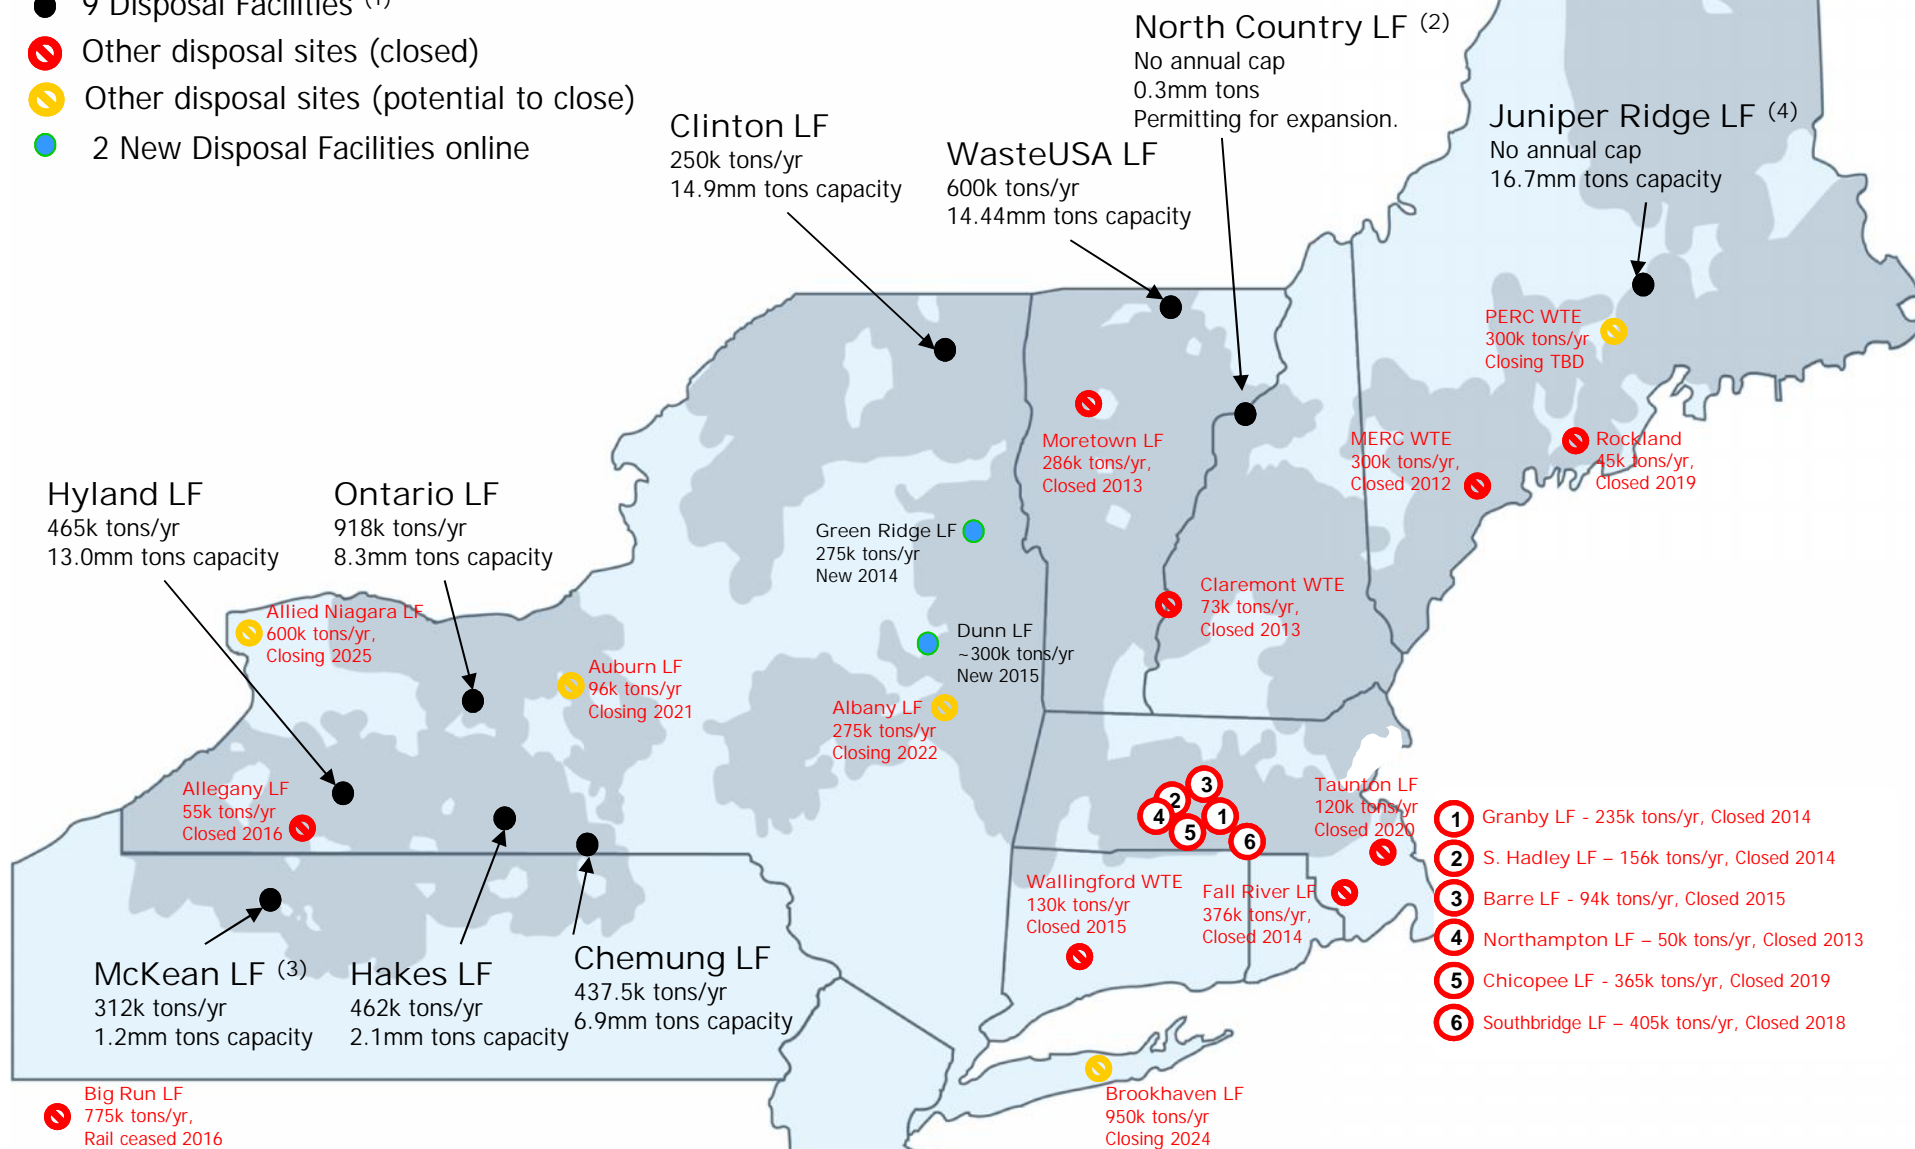 9 Disposal Facilities (1)
Other disposal sites (closed)
Other disposal sites (potential to close)
2 New Disposal Facilities online
Clinton LF
250k tons/yr
14.9mm tons capacity
WasteUSA LF
600k tons/yr
14.44mm tons capacity
North Country LF (2)
No annual cap
0.3mm tons
Permitting for expansion.
Juniper Ridge LF (4)
No annual cap
16.7mm tons capacity
PERC WTE
300k tons/yr
Closing TBD
Moretown LF
286k tons/yr,
Closed 2013
MERC WTE
300k tons/yr,
Closed 2012
Rockland
45k tons/yr,
Closed 2019
Hyland LF
465k tons/yr
13.0mm tons capacity
Ontario LF
918k tons/yr
8.3mm tons capacity
Green Ridge LF
275k tons/yr
New 2014
Claremont WTE
73k tons/yr,
Closed 2013
Allied Niagara LF
600k tons/yr,
Closing 2025
Dunn LF
~300k tons/yr
New 2015
Auburn LF
96k tons/yr
Closing 2021
Albany LF
275k tons/yr
Closing 2022
Allegany LF
55k tons/yr
Closed 2016
3
2
4
1
5
6
Taunton LF
120k tons/yr
Closed 2020
1 Granby LF - 235k tons/yr, Closed 2014
2 S. Hadley LF – 156k tons/yr, Closed 2014
3 Barre LF - 94k tons/yr, Closed 2015
4 Northampton LF – 50k tons/yr, Closed 2013
5 Chicopee LF - 365k tons/yr, Closed 2019
6 Southbridge LF – 405k tons/yr, Closed 2018
Wallingford WTE
130k tons/yr
Closed 2015
Fall River LF
376k tons/yr,
Closed 2014
McKean LF (3)
312k tons/yr
1.2mm tons capacity
Hakes LF
462k tons/yr
2.1mm tons capacity
Chemung LF
437.5k tons/yr
6.9mm tons capacity
Big Run LF
775k tons/yr,
Rail ceased 2016
Brookhaven LF
950k tons/yr
Closing 2024